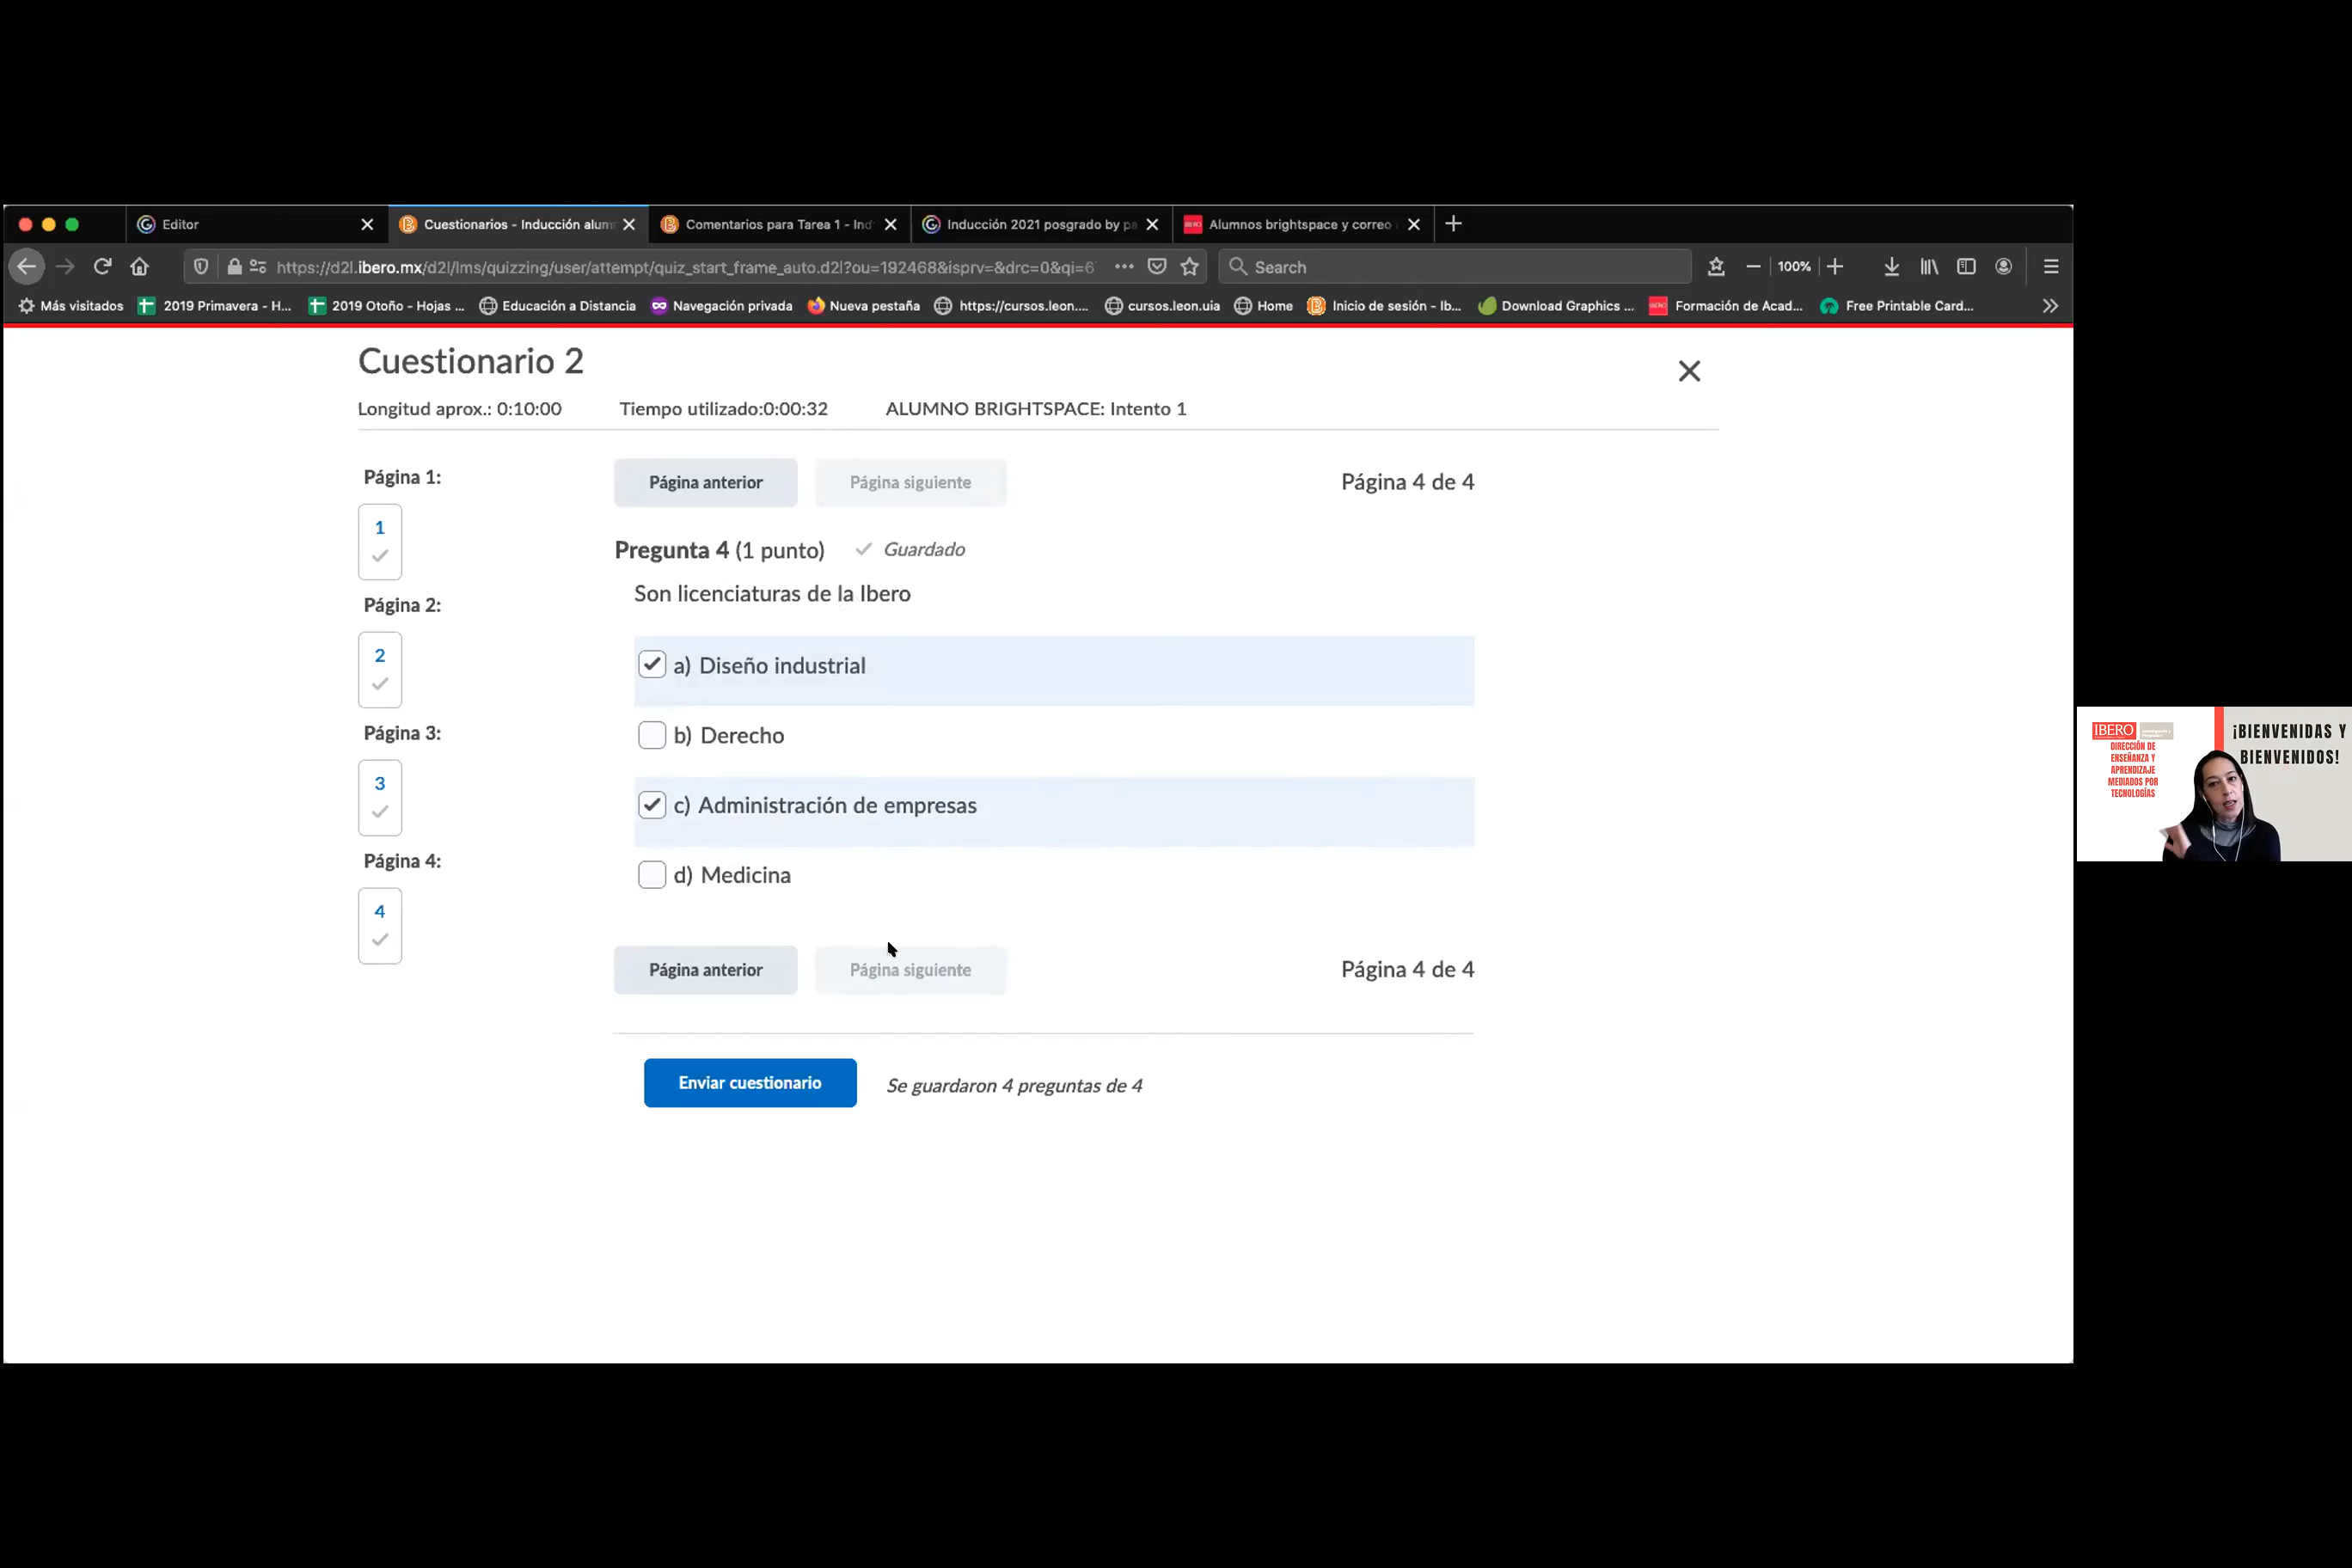 Editor
Cuestionarios - Inducción alum
Comentarios para Tarea 1 - Ind
Inducción 2021 posgrado by pa
Alumnos brightspace y correo
https://d2l.ibero.mx/d2l/lms/quizzing/user/attempt/quiz_start_frame_auto.d2l?ou=192468&isprv=&drc=0&qi=6
Search
100%
Más visitados
2019 Primavera - H...
2019 Otoño - Hojas ...
Educación a Distancia
Navegación privada
Nueva pestaña
https://cursos.leon....
cursos.leon.uia
Home
Inicio de sesión - Ib...
Download Graphics ...
Formación de Acad...
Free Printable Card...
Cuestionario 2
Longitud aprox.: 0:10:00 Tiempo utilizado:0:00:32 ALUMNO BRIGHTSPACE: Intento 1
Página 1:
1
Página 2:
2
Página 3:
3
Página 4:
4
Página anterior Página siguiente Página 4 de 4
Pregunta 4 (1 punto) Guardado
Son licenciaturas de la Ibero
a) Diseño industrial
b) Derecho
c) Administración de empresas
d) Medicina
Página anterior Página siguiente Página 4 de 4
Enviar cuestionario Se guardaron 4 preguntas de 4
IBERO
DIRECCIÓN DE
ENSEÑANZA Y
APRENDIZAJE
MEDIADOS POR
TECNOLOGÍAS
¡BIENVENIDAS Y
BIENVENIDOS!